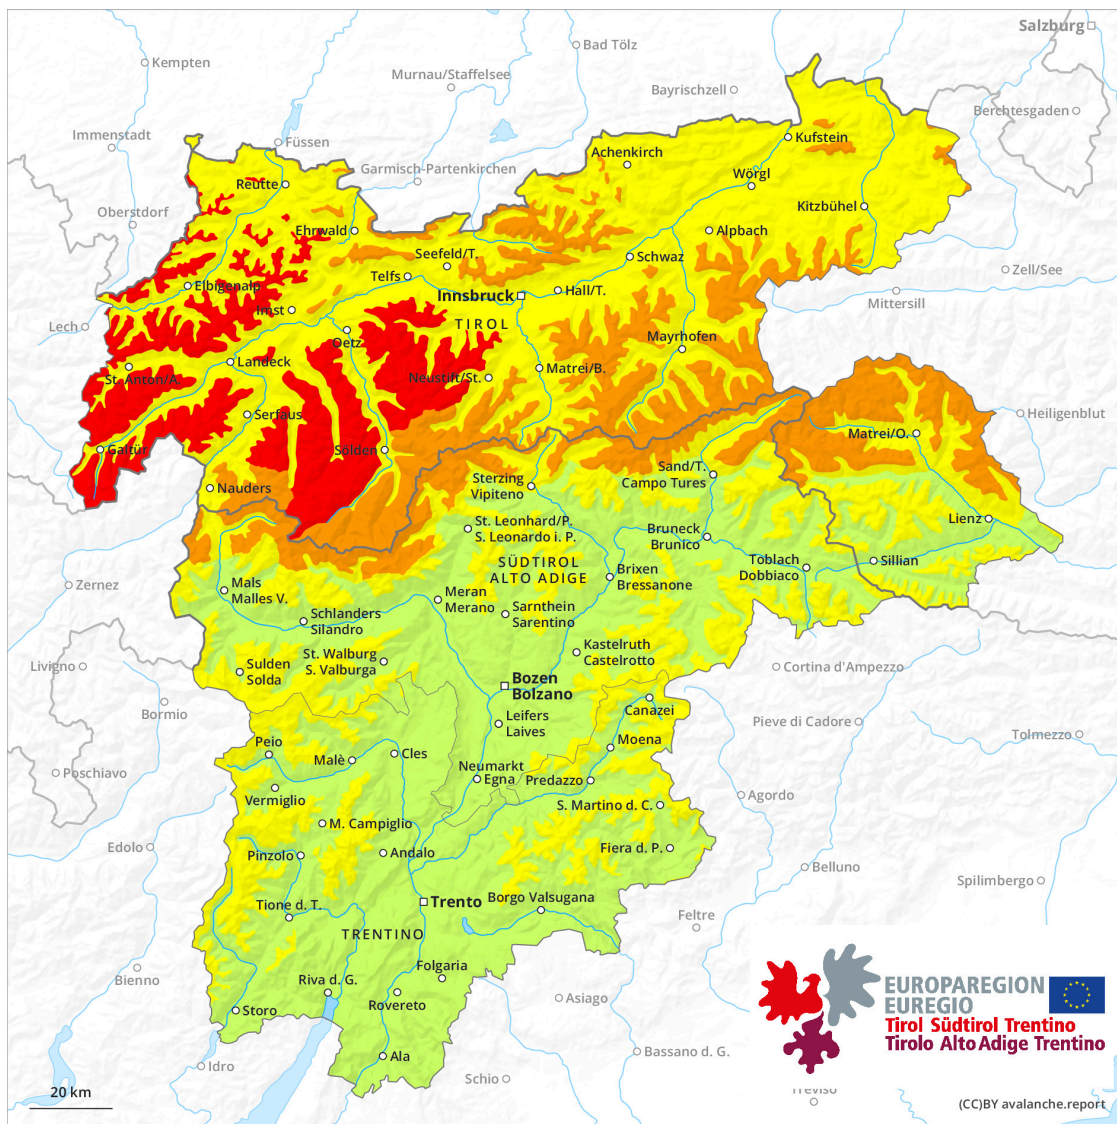 Salzburg
Bad Tölz
Kempten
Murnau/Staffelsee
Bayrischzell
Berchtesgaden
Immenstadt
Füssen
Kufstein
Achenkirch
Garmisch-Partenkirchen
Wörgl
Reutte
Kitzbühel
Oberstdorf
Ehrwald
Alpbach
Seefeld/T.
Schwaz
Telfs
Zell/See
Elbigenalp
Hall/T.
Innsbruck
Mittersill
Imst
TIROL
Lech
Oetz
Mayrhofen
Landeck
Matrei/B.
St. Anton/A.
Neustift/St.
Serfaus
Heiligenblut
Matrei/O.
Galtür
Sölden
Sand/T.
Campo Tures
Sterzing
Vipiteno
Nauders
Lienz
St. Leonhard/P.
S. Leonardo i. P.
Bruneck
Brunico
SÜDTIROL
ALTO ADIGE
Toblach
Dobbiaco
Sillian
Brixen
Bressanone
Zernez
Mals
Malles V.
Meran
Merano
Sarnthein
Sarentino
Schlanders
Silandro
Kastelruth
Castelrotto
St. Walburg
S. Valburga
Livigno
Sulden
Solda
Cortina d'Ampezzo
Bozen
Bolzano
Bormio
Canazei
Leifers
Laives
Pieve di Cadore
Tolmezzo
Peio
Moena
Cles
Malè
Neumarkt
Egna
Predazzo
Poschiavo
Vermiglio
Agordo
S. Martino d. C.
M. Campiglio
Edolo
Fiera d. P.
Pinzolo
Andalo
Belluno
Spilimbergo
Borgo Valsugana
Trento
Tione d. T.
Feltre
TRENTINO
Folgaria
Bienno
Riva d. G.
Rovereto
Asiago
Storo
EUROPAREGION
EUREGIO
Tirol Südtirol Trentino
Tirolo Alto Adige Trentino
Ala
Bassano d. G.
Idro
Schio
Treviso
20 km
(CC)BY avalanche.report